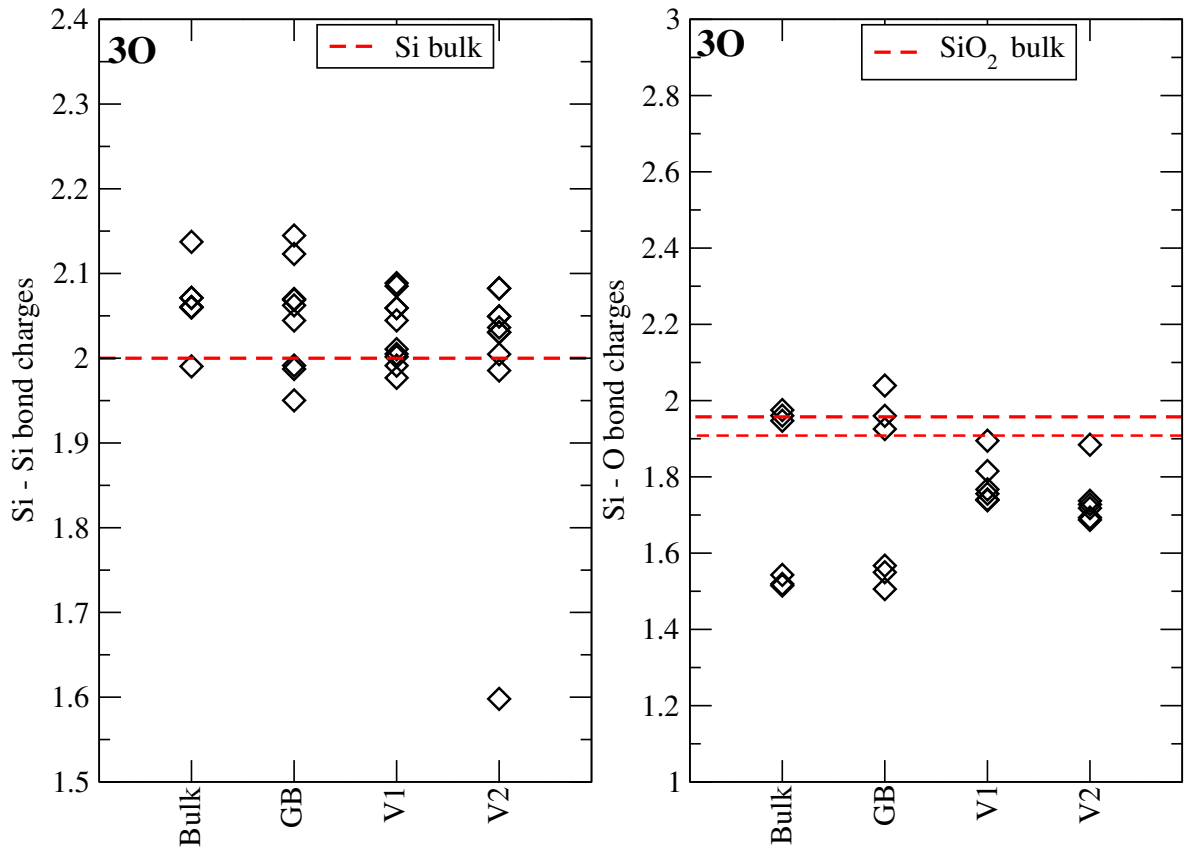 3O
Si bulk
2.4
2.3
2.2
2.1
2
1.9
1.8
1.7
1.6
1.5
Si - Si bond charges
Bulk
GB
V1
V2
3O
SiO₂ bulk
3
2.8
2.6
2.4
2.2
2
1.8
1.6
1.4
1.2
1
Si - O bond charges
Bulk
GB
V1
V2